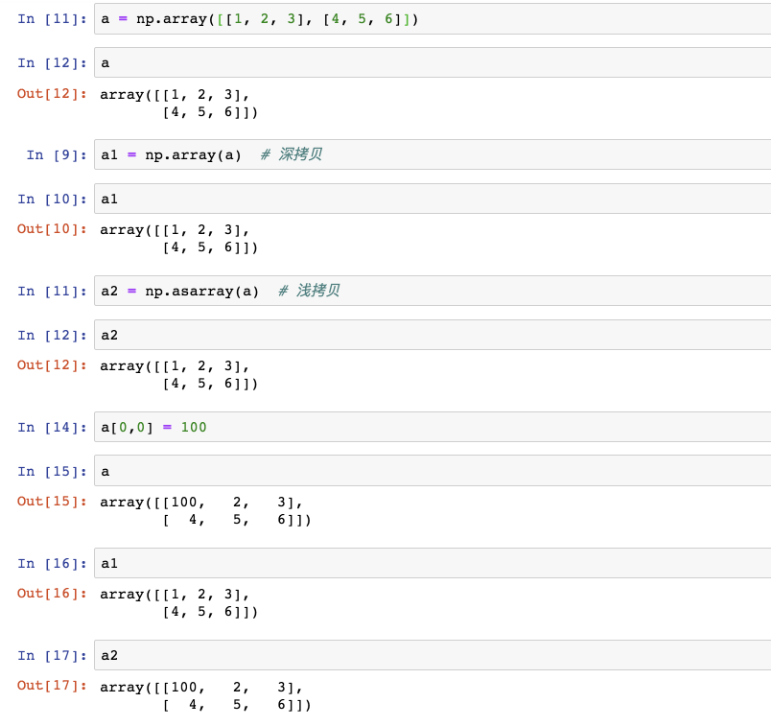 In [11]: a = np.array([[1, 2, 3], [4, 5, 6]])
In [12]: a
Out[12]: array([[1, 2, 3],
       [4, 5, 6]])
In [9]: a1 = np.array(a)  # 深拷贝
In [10]: a1
Out[10]: array([[1, 2, 3],
       [4, 5, 6]])
In [11]: a2 = np.asarray(a)  # 浅拷贝
In [12]: a2
Out[12]: array([[1, 2, 3],
       [4, 5, 6]])
In [14]: a[0,0] = 100
In [15]: a
Out[15]: array([[100,   2,   3],
       [  4,   5,   6]])
In [16]: a1
Out[16]: array([[1, 2, 3],
       [4, 5, 6]])
In [17]: a2
Out[17]: array([[100,   2,   3],
       [  4,   5,   6]])